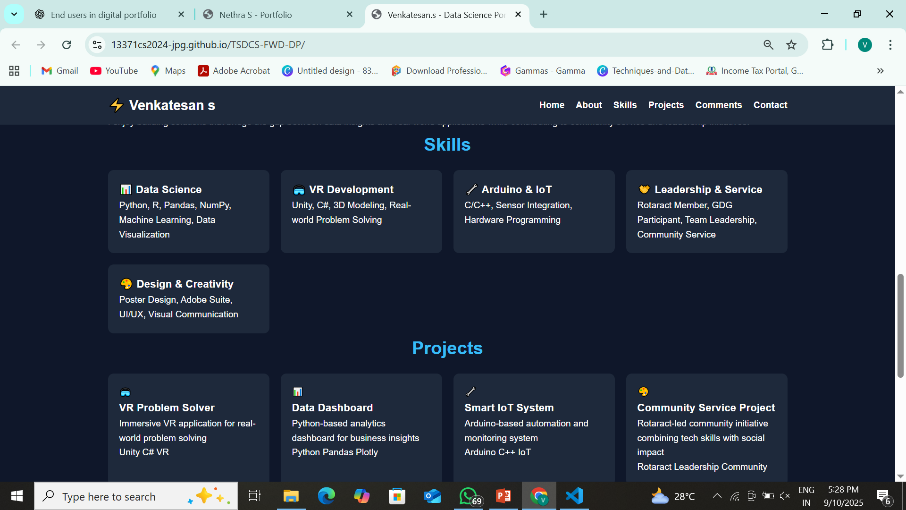 End users in digital portfolio
Nethra S - Portfolio
Venkatesan.s - Data Science Por
13371cs2024-jpg.github.io/TSDCS-FWD-DP/
V
Gmail
YouTube
Maps
Adobe Acrobat
Untitled design - 83...
Download Professio...
Gammas - Gamma
Techniques-and-Dat...
Income Tax Portal, G...
Venkatesan s
Home
About
Skills
Projects
Comments
Contact
Skills
Data Science
Python, R, Pandas, NumPy,
Machine Learning, Data
Visualization
VR Development
Unity, C#, 3D Modeling, Real-
world Problem Solving
Arduino & IoT
C/C++, Sensor Integration,
Hardware Programming
Leadership & Service
Rotaract Member, GDG
Participant, Team Leadership,
Community Service
Design & Creativity
Poster Design, Adobe Suite,
UI/UX, Visual Communication
Projects
VR Problem Solver
Immersive VR application for real-
world problem solving
Unity C# VR
Data Dashboard
Python-based analytics
dashboard for business insights
Python Pandas Plotly
Smart IoT System
Arduino-based automation and
monitoring system
Arduino C++ IoT
Community Service Project
Rotaract-led community initiative
combining tech skills with social
impact
Rotaract Leadership Community
Type here to search
69
28°C
ENG
IN
5:28 PM
9/10/2025
6